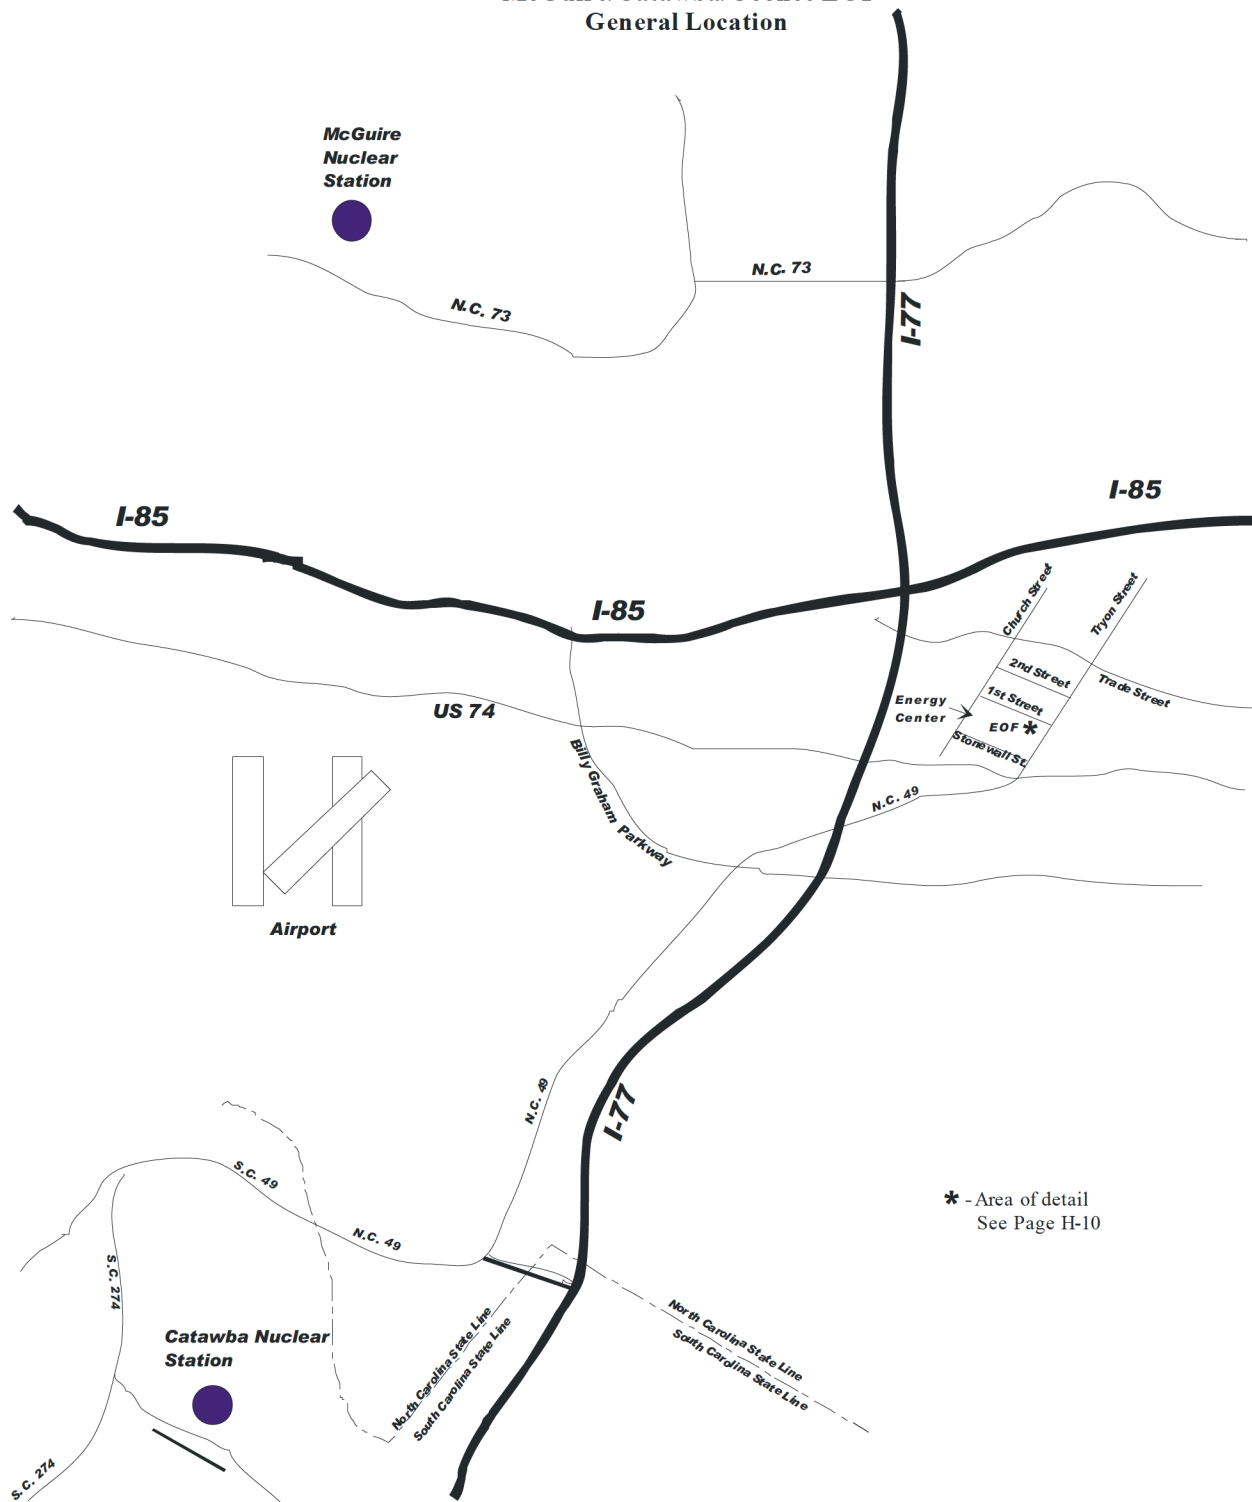 General Location
McGuire
Nuclear
Station
N.C. 73
N.C. 73
I-77
I-85
I-85
I-85
Church Street
Tryon Street
2nd Street
Trade Street
1st Street
Energy
Center
EOF *
Stonewall St.
US 74
Billy Graham Parkway
N.C. 49
Airport
N.C. 49
I-77
S.C. 49
N.C. 49
* - Area of detail
See Page H-10
S.C. 274
North Carolina State Line
South Carolina State Line
North Carolina State Line
South Carolina State Line
Catawba Nuclear
Station
S.C. 274